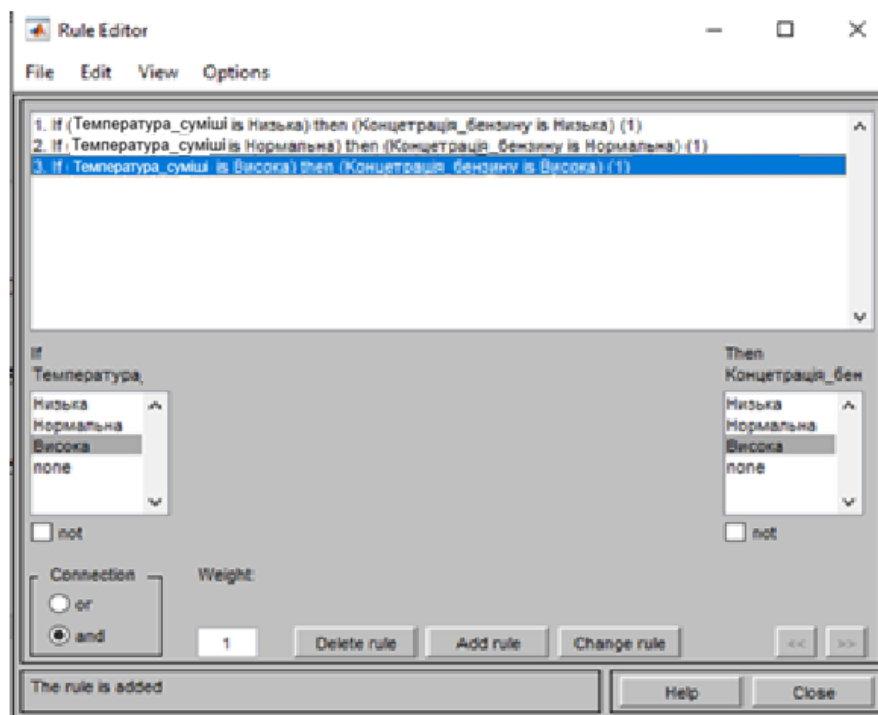 Rule Editor
File Edit View Options
1. If (Температура_суміші is Низька) then (Концетрація_бензину is Низька) (1)
2. If (Температура_суміші is Нормальна) then (Концетрація_бензину is Нормальна) (1)
3. If (Температура_суміші is Висока) then (Концетрація_бензину is Висока) (1)
If Then
Температура_ Концетрація_бен
Низька Низька
Нормальна Нормальна
Висока Висока
none none
not not
Connection Weight:
or
and 1 Delete rule Add rule Change rule << >>
The rule is added Help Close